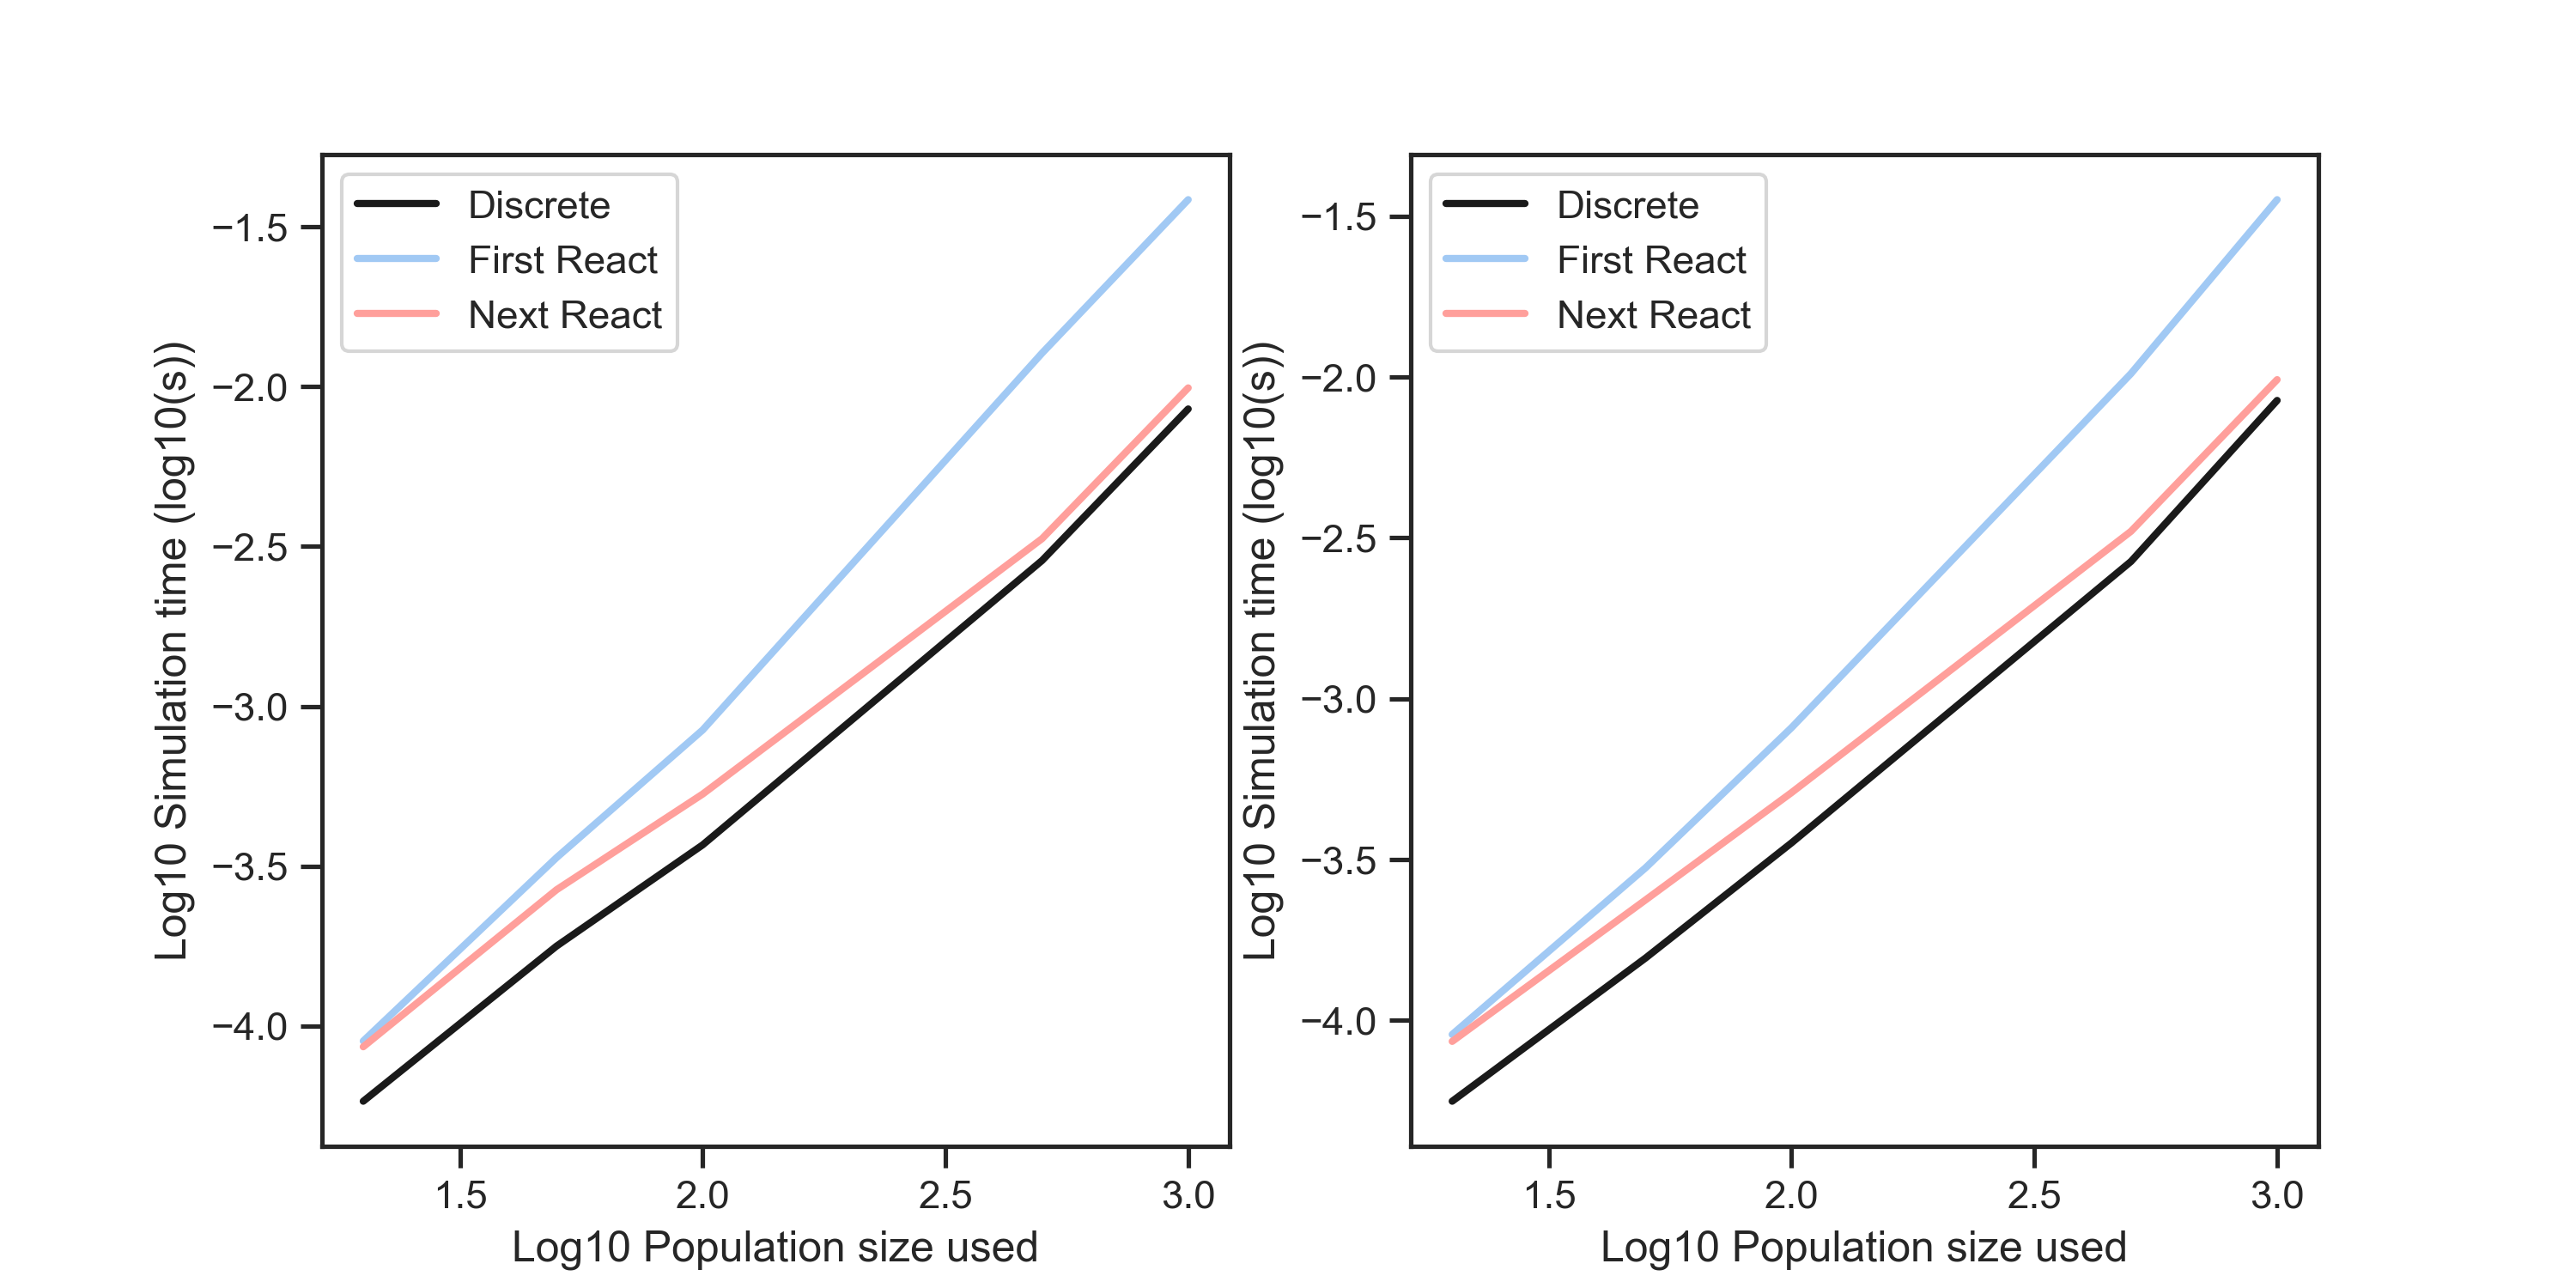 Discrete
First React
Next React
−1.5
−2.0
−2.5
−3.0
−3.5
−4.0
Log10 Simulation time (log10(s))
1.5 2.0 2.5 3.0
Log10 Population size used
Discrete
First React
Next React
−1.5
−2.0
−2.5
−3.0
−3.5
−4.0
Log10 Simulation time (log10(s))
1.5 2.0 2.5 3.0
Log10 Population size used